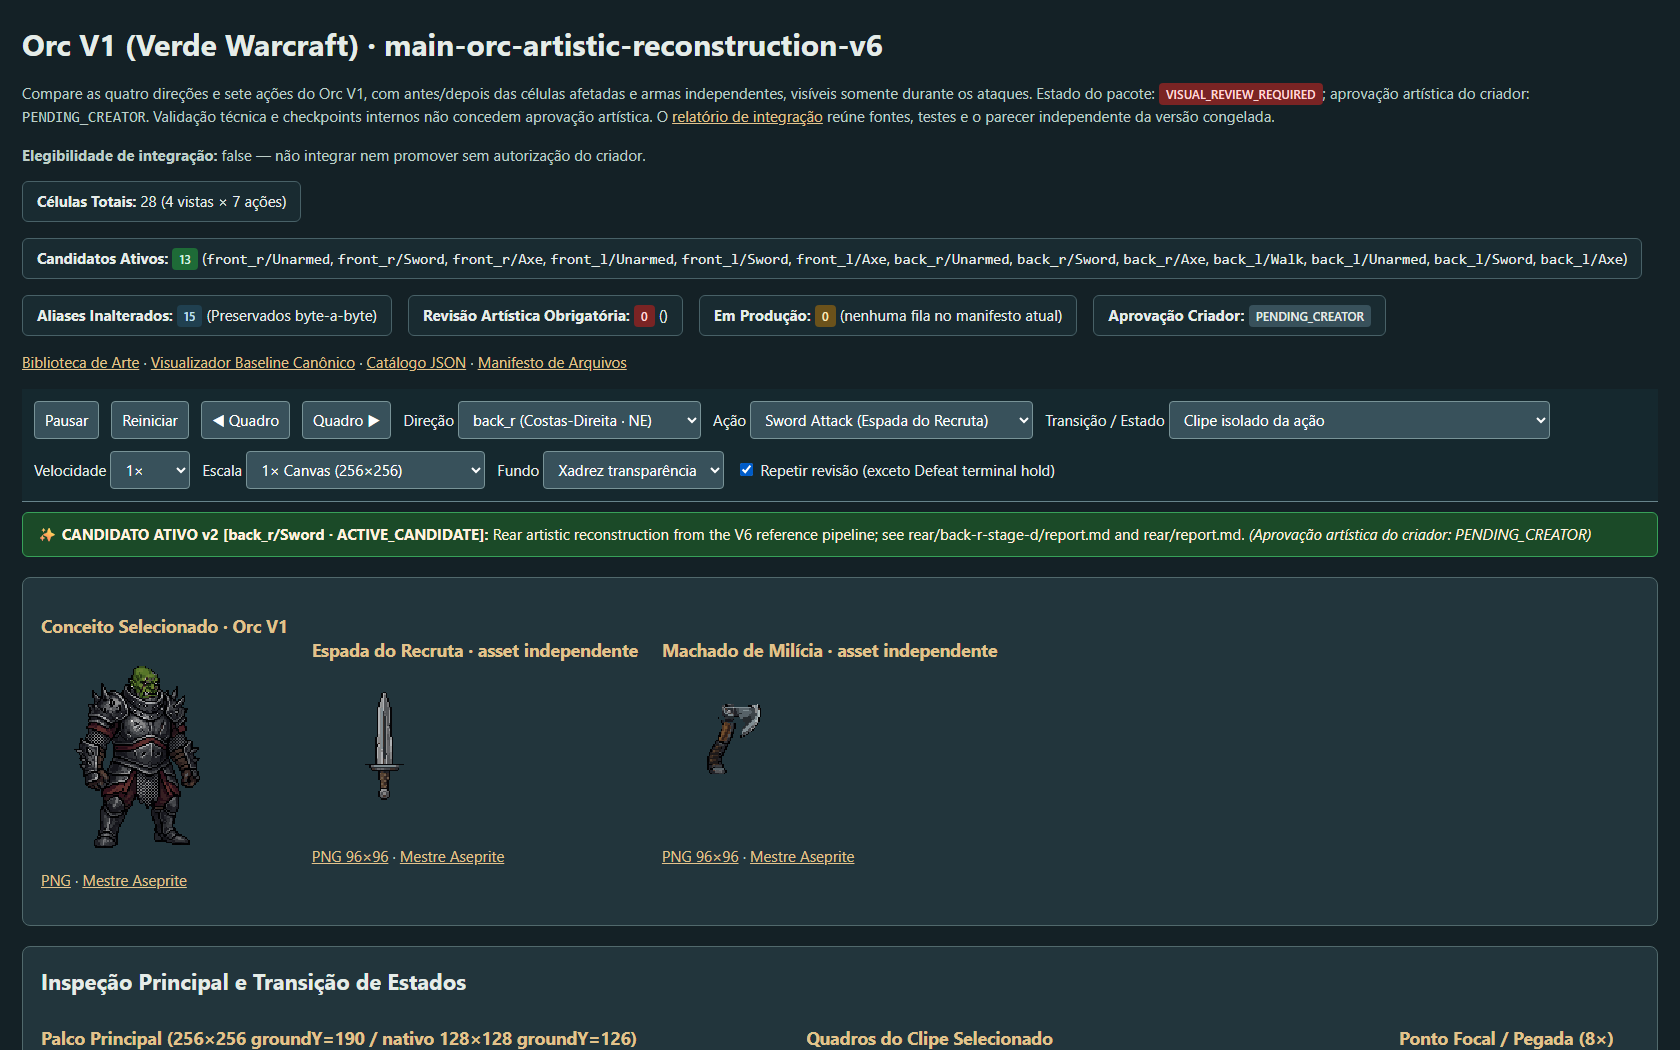 Orc V1 (Verde Warcraft) · main-orc-artistic-reconstruction-v6
Compare as quatro direções e sete ações do Orc V1, com antes/depois das células afetadas e armas independentes, visíveis somente durante os ataques. Estado do pacote: VISUAL_REVIEW_REQUIRED; aprovação artística do criador:
PENDING_CREATOR. Validação técnica e checkpoints internos não concedem aprovação artística. O relatório de integração reúne fontes, testes e o parecer independente da versão congelada.
Elegibilidade de integração: false — não integrar nem promover sem autorização do criador.
Células Totais: 28 (4 vistas × 7 ações)
Candidatos Ativos: 13 (front_r/Unarmed, front_r/Sword, front_r/Axe, front_l/Unarmed, front_l/Sword, front_l/Axe, back_r/Unarmed, back_r/Sword, back_r/Axe, back_l/Walk, back_l/Unarmed, back_l/Sword, back_l/Axe)
Aliases Inalterados: 15 (Preservados byte-a-byte) Revisão Artística Obrigatória: 0 () Em Produção: 0 (nenhuma fila no manifesto atual) Aprovação Criador: PENDING_CREATOR
Biblioteca de Arte · Visualizador Baseline Canônico · Catálogo JSON · Manifesto de Arquivos
Pausar Reiniciar ◀ Quadro Quadro ▶ Direção back_r (Costas-Direita · NE) Ação Sword Attack (Espada do Recruta) Transição / Estado Clipe isolado da ação
Velocidade 1× Escala 1× Canvas (256×256) Fundo Xadrez transparência Repetir revisão (exceto Defeat terminal hold)
✨ CANDIDATO ATIVO v2 [back_r/Sword · ACTIVE_CANDIDATE]: Rear artistic reconstruction from the V6 reference pipeline; see rear/back-r-stage-d/report.md and rear/report.md. (Aprovação artística do criador: PENDING_CREATOR)
Conceito Selecionado · Orc V1
Espada do Recruta · asset independente Machado de Milícia · asset independente
PNG 96×96 · Mestre Aseprite PNG 96×96 · Mestre Aseprite
PNG · Mestre Aseprite
Inspeção Principal e Transição de Estados
Palco Principal (256×256 groundY=190 / nativo 128×128 groundY=126) Quadros do Clipe Selecionado Ponto Focal / Pegada (8×)